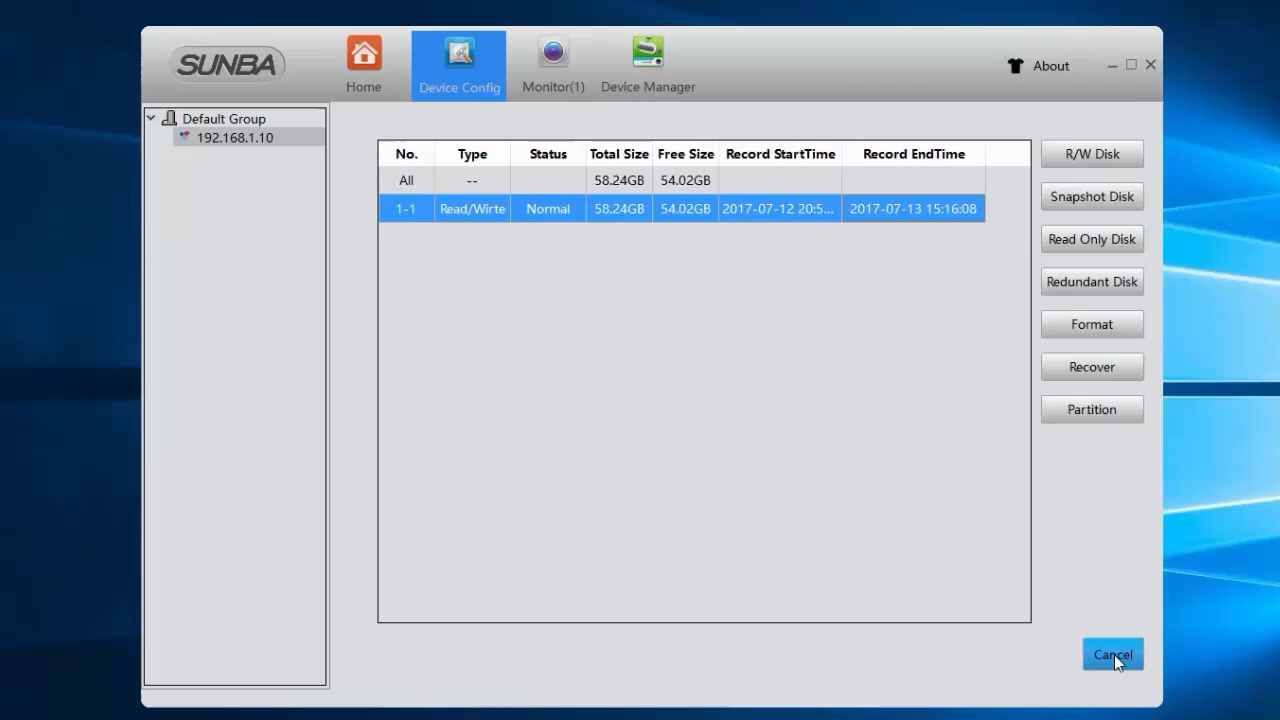 SUNBA
Home
Device Config
Monitor(1)
Device Manager
About
Default Group
192.168.1.10
No. Type Status Total Size Free Size Record StartTime Record EndTime
All -- 58.24GB 54.02GB
1-1 Read/Wirte Normal 58.24GB 54.02GB 2017-07-12 20:5... 2017-07-13 15:16:08
R/W Disk
Snapshot Disk
Read Only Disk
Redundant Disk
Format
Recover
Partition
Cancel